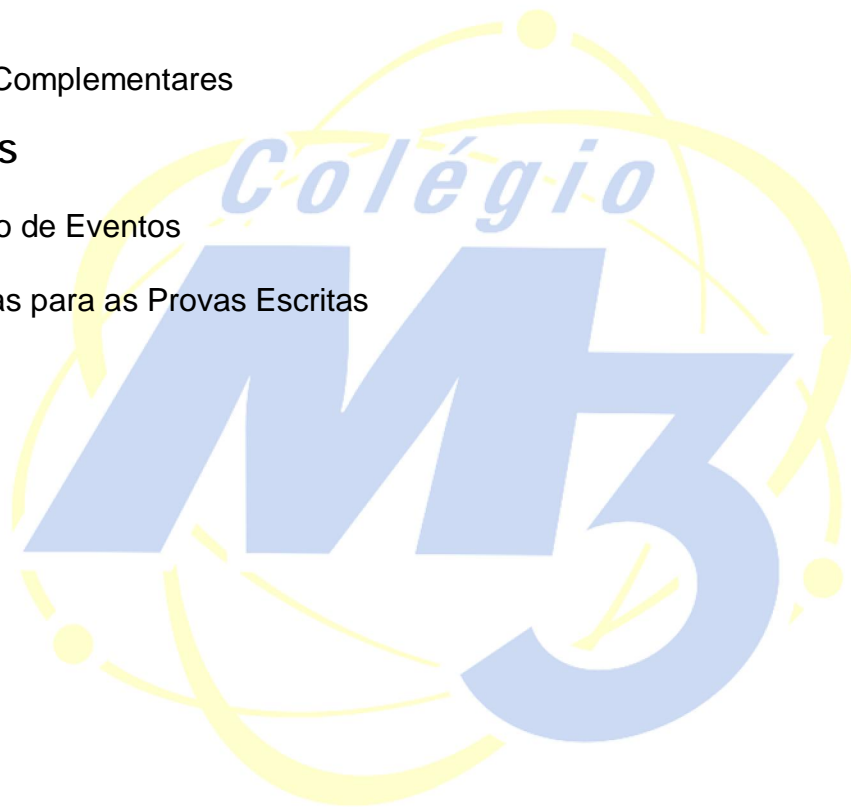 Complementares
s
Colégio
o de Eventos
as para as Provas Escritas
M3